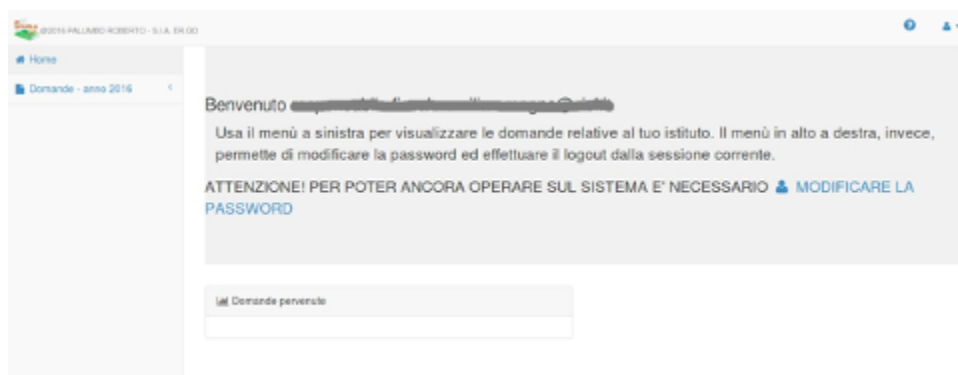 @2016 PALUMBO ROBERTO - S.I.A. ER.GO
Home
Domande - anno 2016
Benvenuto
Usa il menù a sinistra per visualizzare le domande relative al tuo istituto. Il menù in alto a destra, invece,
permette di modificare la password ed effettuare il logout dalla sessione corrente.
ATTENZIONE! PER POTER ANCORA OPERARE SUL SISTEMA E' NECESSARIO MODIFICARE LA
PASSWORD
Domande pervenute